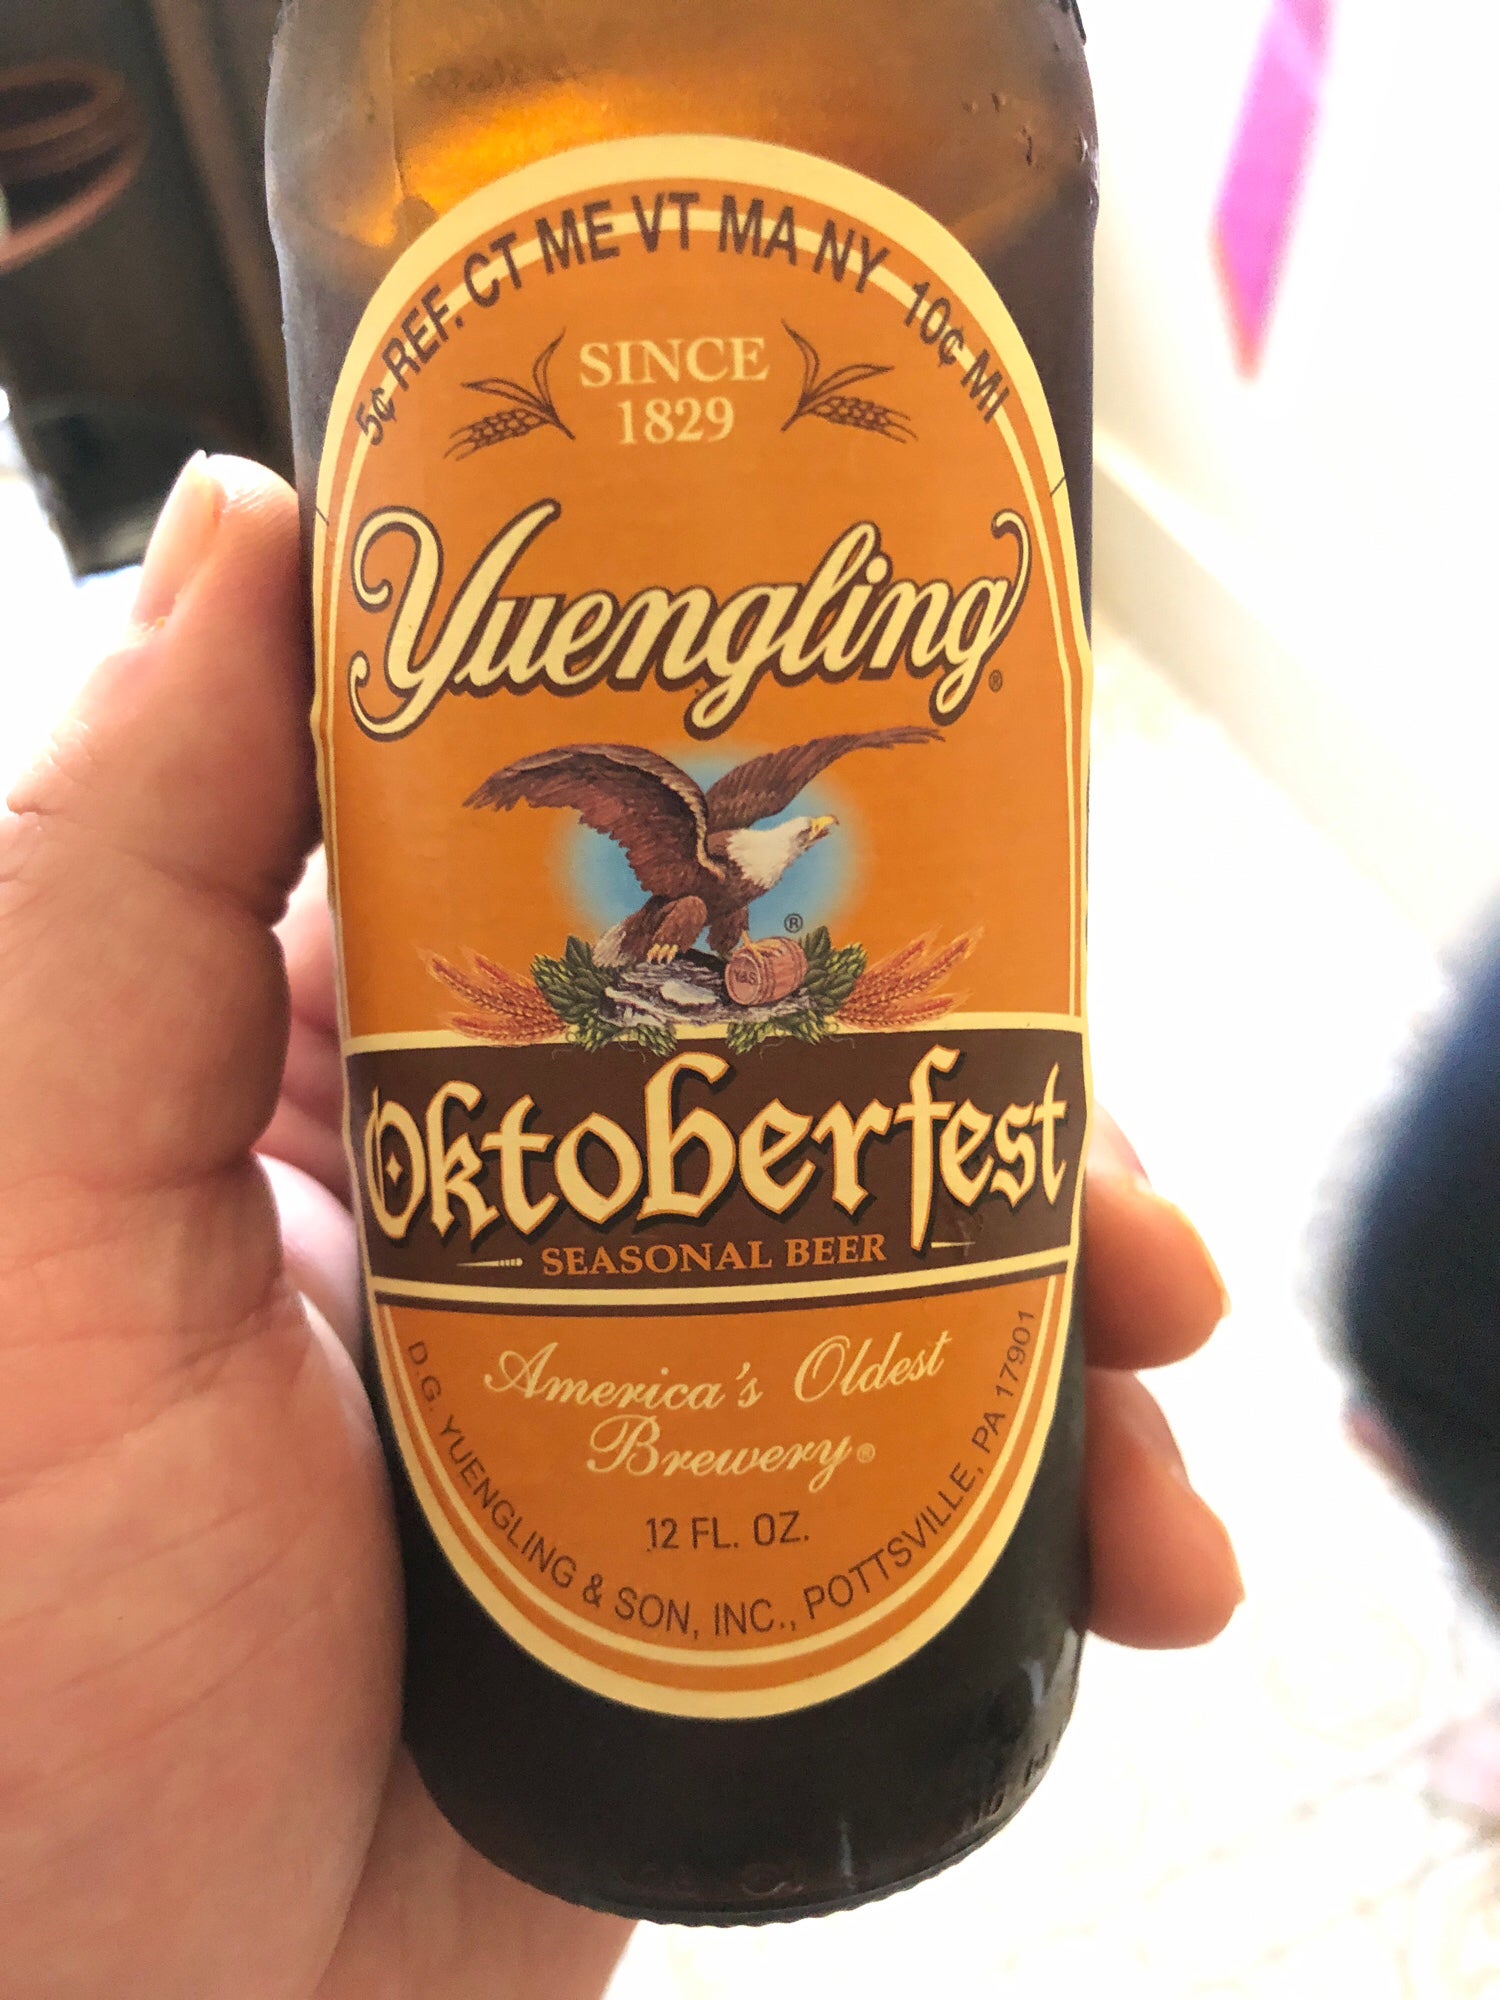 5¢ REF. CT ME VT MA NY 10¢ MI
SINCE
1829
Yuengling®
®
Y&S
Oktoberfest
SEASONAL BEER
America's Oldest
Brewery®
12 FL. OZ.
D.G. YUENGLING & SON, INC., POTTSVILLE, PA 17901